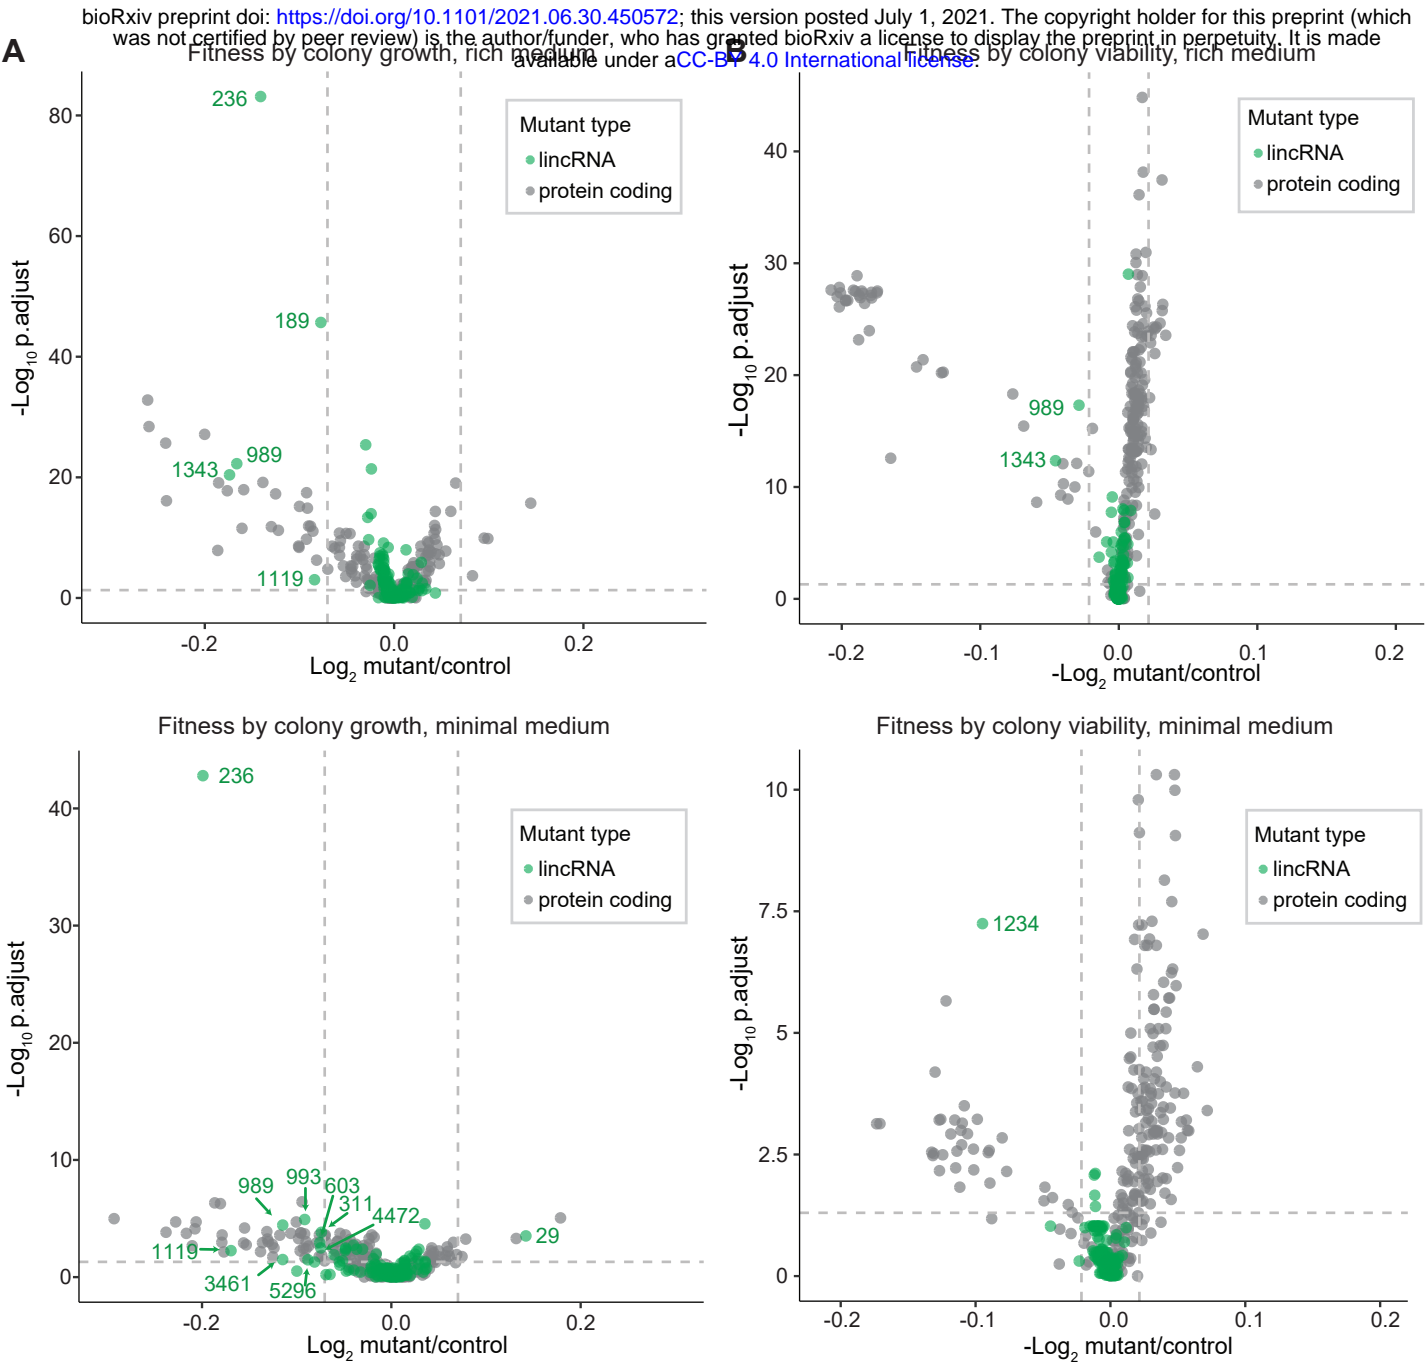 bioRxiv preprint doi: https://doi.org/10.1101/2021.06.30.450572; this version posted July 1, 2021. The copyright holder for this preprint (which
was not certified by peer review) is the author/funder, who has granted bioRxiv a license to display the preprint in perpetuity. It is made
available under aCC-BY 4.0 International license.
A
Fitness by colony growth, rich medium
80
60
40
20
0
-0.2
0.0
0.2
-Log10 p.adjust
Log2 mutant/control
236
189
989
1343
1119
Mutant type
lincRNA
protein coding
B
Fitness by colony viability, rich medium
40
30
20
10
0
-0.2
-0.1
0.0
0.1
0.2
-Log10 p.adjust
-Log2 mutant/control
989
1343
Mutant type
lincRNA
protein coding
Fitness by colony growth, minimal medium
40
30
20
10
0
-0.2
0.0
0.2
-Log10 p.adjust
Log2 mutant/control
236
989
993
603
311
4472
29
1119
3461
5296
Mutant type
lincRNA
protein coding
Fitness by colony viability, minimal medium
10
7.5
5
2.5
0
-0.2
-0.1
0.0
0.1
0.2
-Log10 p.adjust
-Log2 mutant/control
1234
Mutant type
lincRNA
protein coding